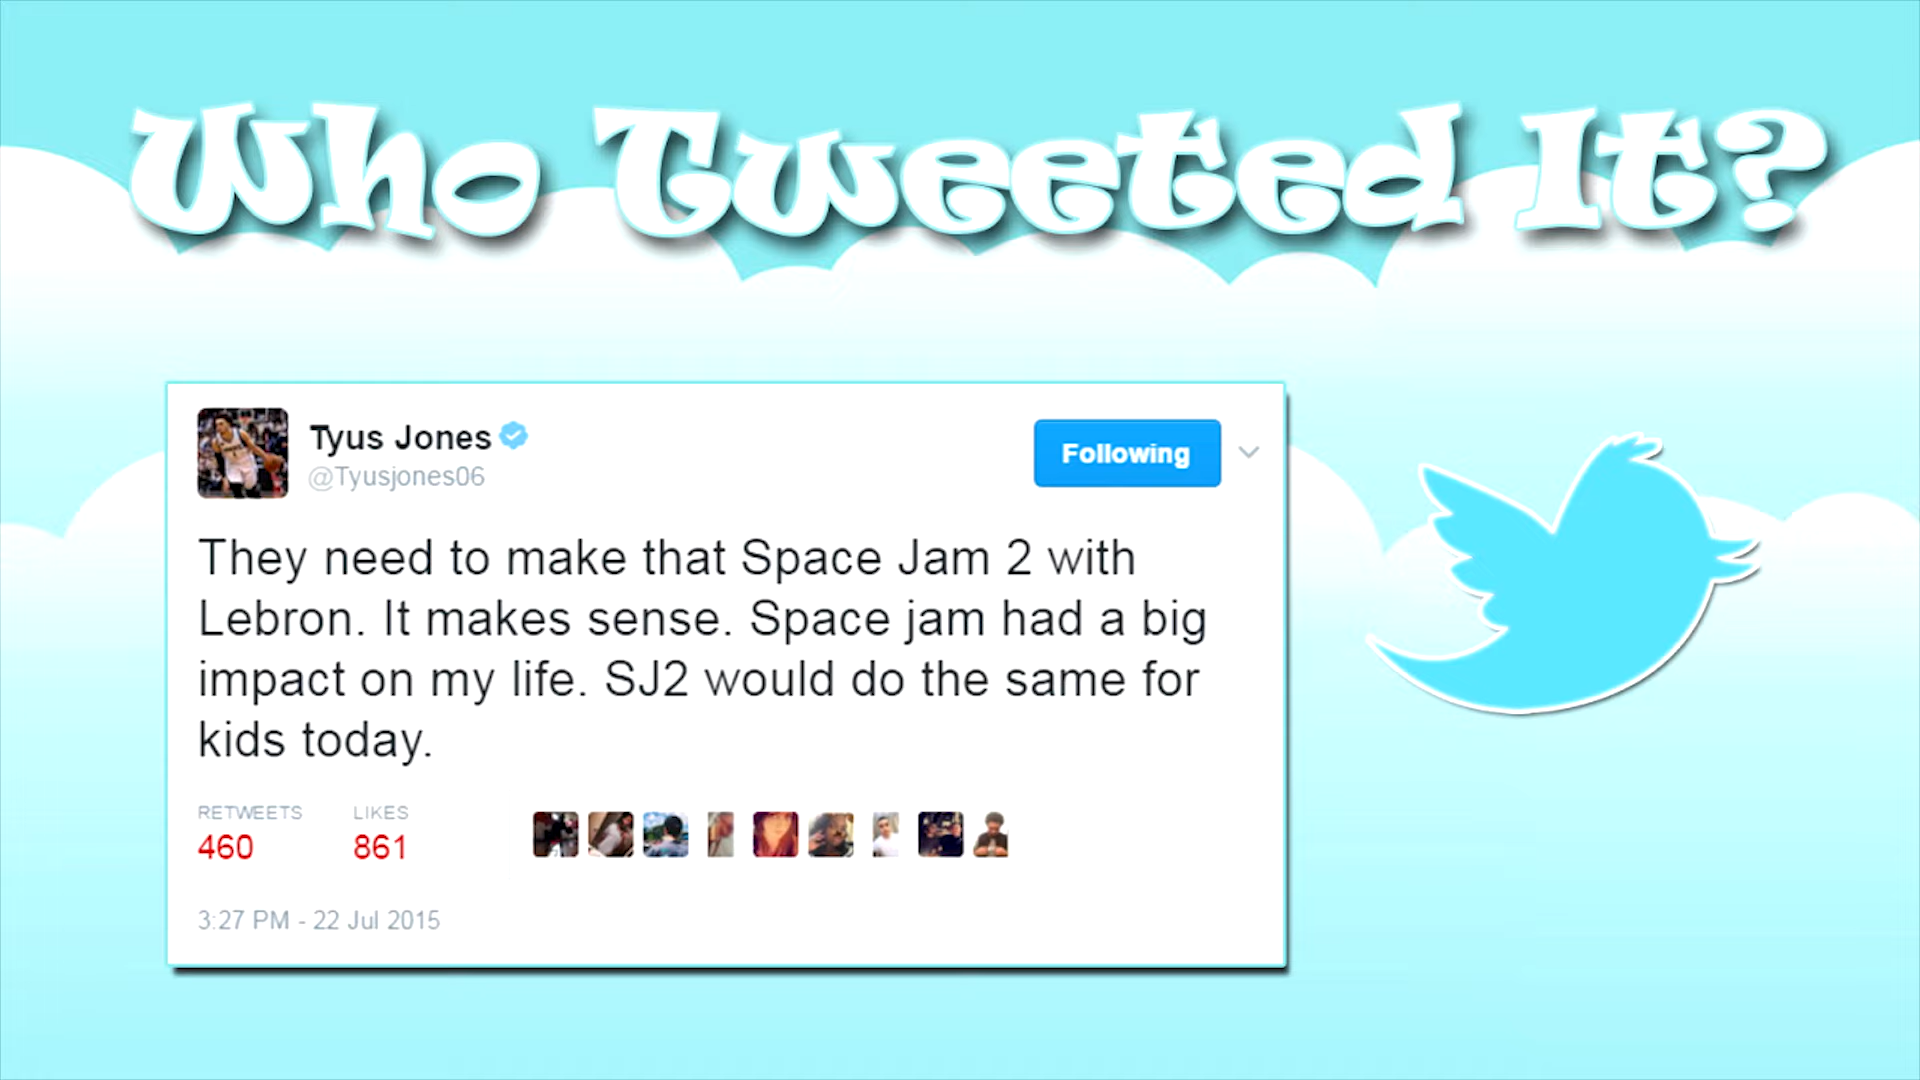 Who Tweeted It?
Tyus Jones
@Tyusjones06
Following
They need to make that Space Jam 2 with
Lebron. It makes sense. Space jam had a big
impact on my life. SJ2 would do the same for
kids today.
RETWEETS LIKES
460 861
3:27 PM - 22 Jul 2015